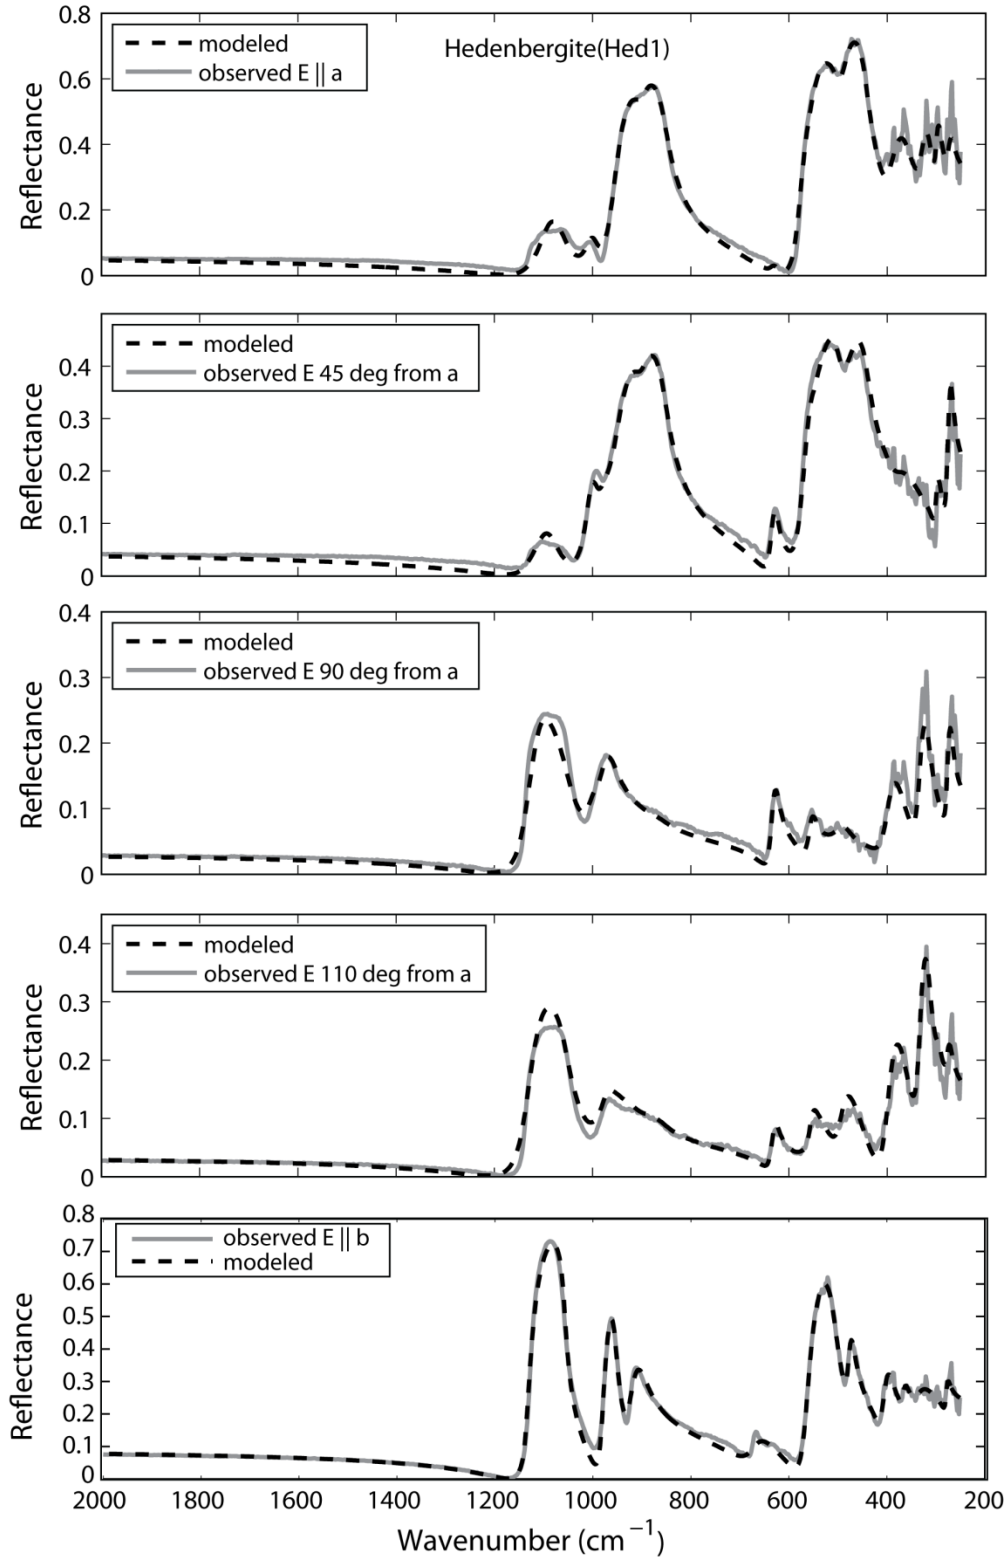 0.8
modeled
observed E || a
Hedenbergite(Hed1)
0.6
0.4
0.2
0
Reflectance
modeled
observed E 45 deg from a
0.4
0.3
0.2
0.1
0
Reflectance
0.4
modeled
observed E 90 deg from a
0.3
0.2
0.1
0
Reflectance
modeled
observed E 110 deg from a
0.4
0.3
0.2
0.1
0
Reflectance
0.8
observed E || b
modeled
0.7
0.6
0.5
0.4
0.3
0.2
0.1
0
Reflectance
2000 1800 1600 1400 1200 1000 800 600 400 200
Wavenumber (cm⁻¹)